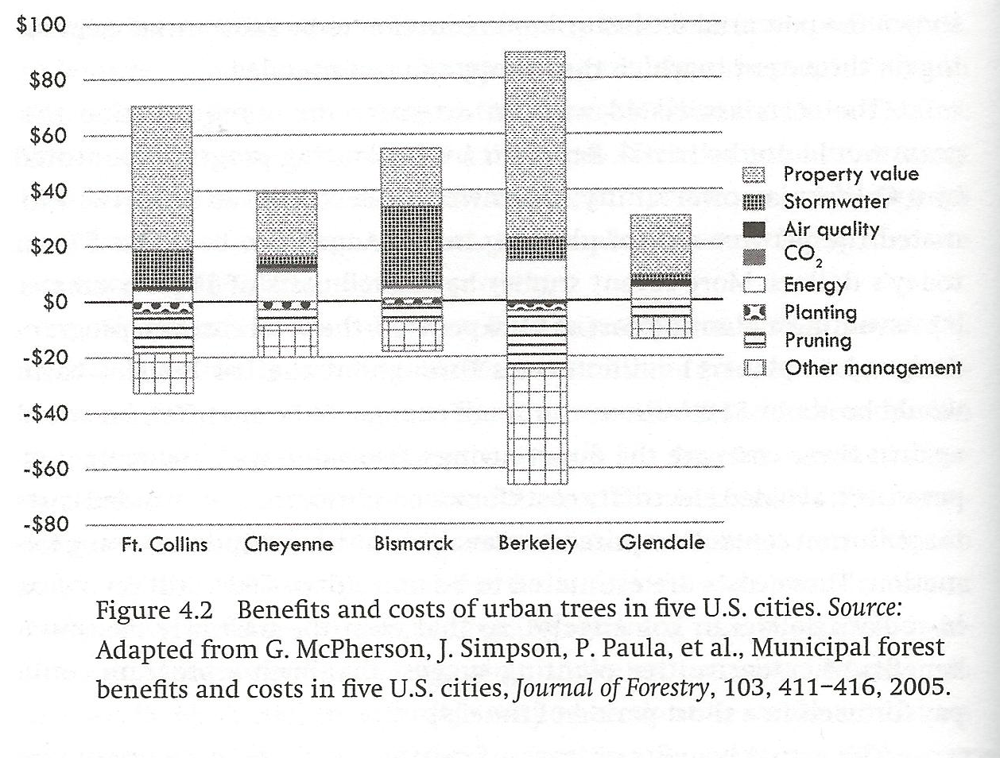 $100
$80
$60
$40
$20
$0
-$20
-$40
-$60
-$80
Ft. Collins
Cheyenne
Bismarck
Berkeley
Glendale
Property value
Stormwater
Air quality
CO₂
Energy
Planting
Pruning
Other management
Figure 4.2 Benefits and costs of urban trees in five U.S. cities. Source:
Adapted from G. McPherson, J. Simpson, P. Paula, et al., Municipal forest
benefits and costs in five U.S. cities, Journal of Forestry, 103, 411–416, 2005.